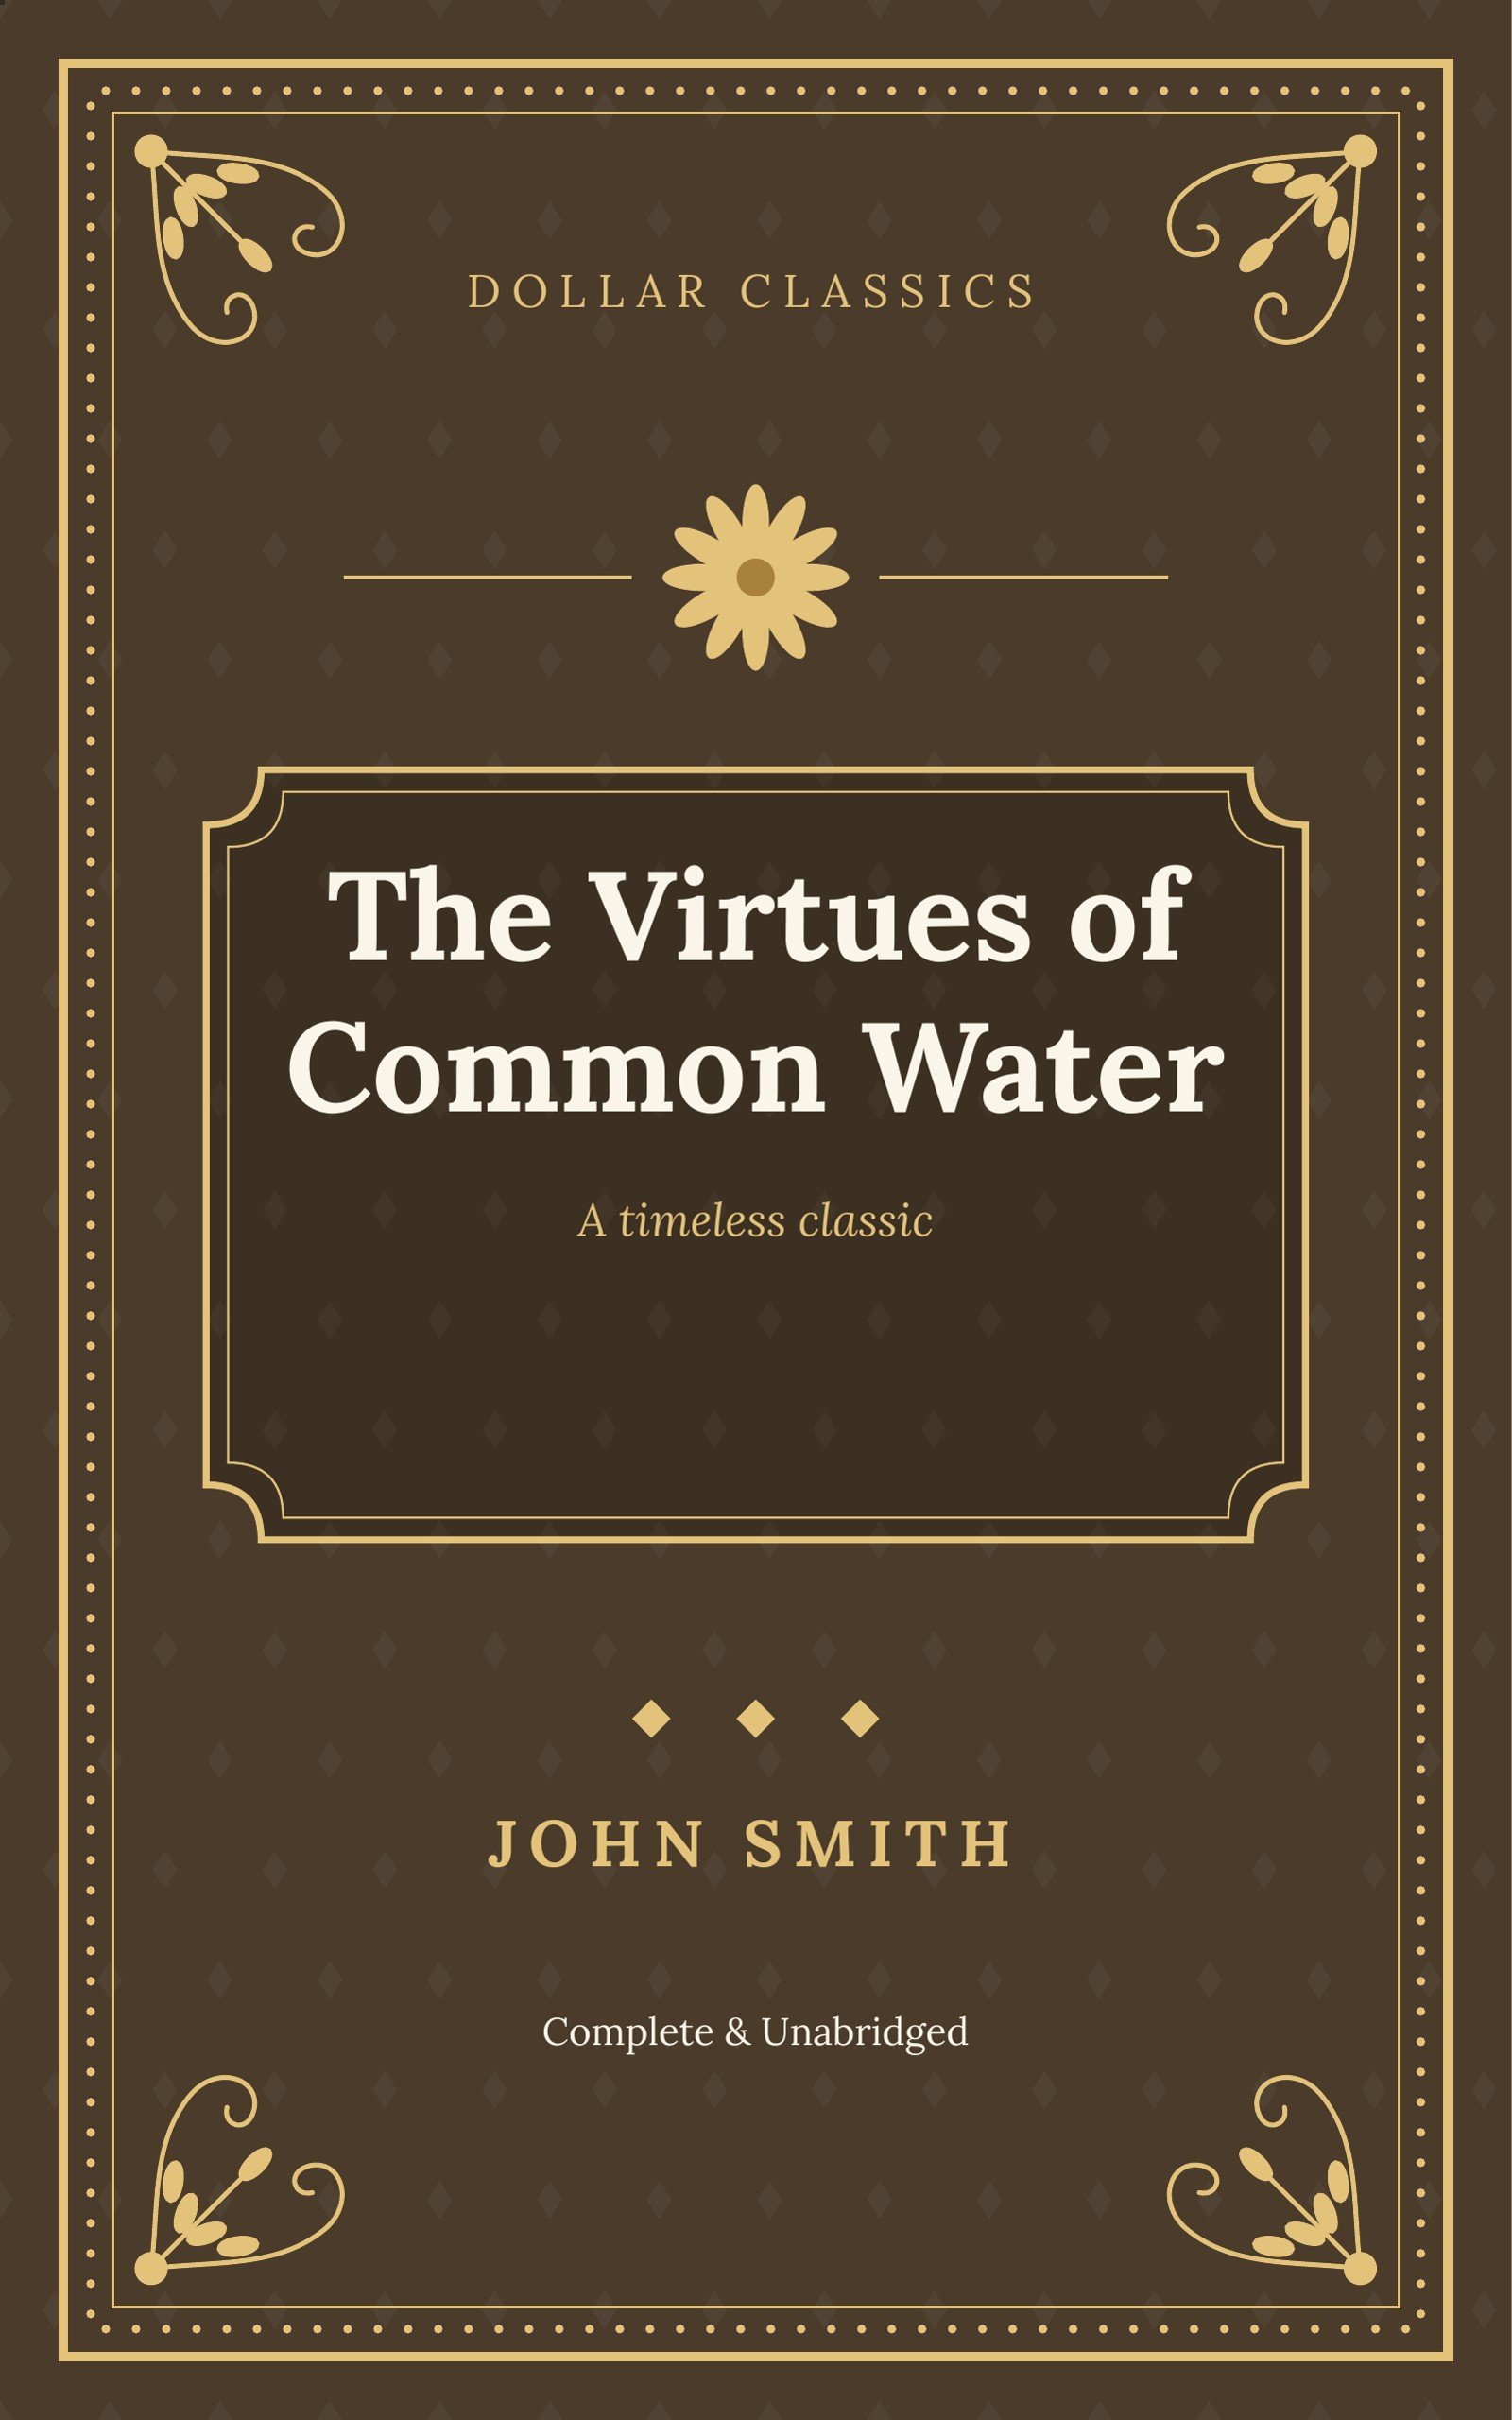 DOLLAR CLASSICS
The Virtues of
Common Water
A timeless classic
JOHN SMITH
Complete & Unabridged